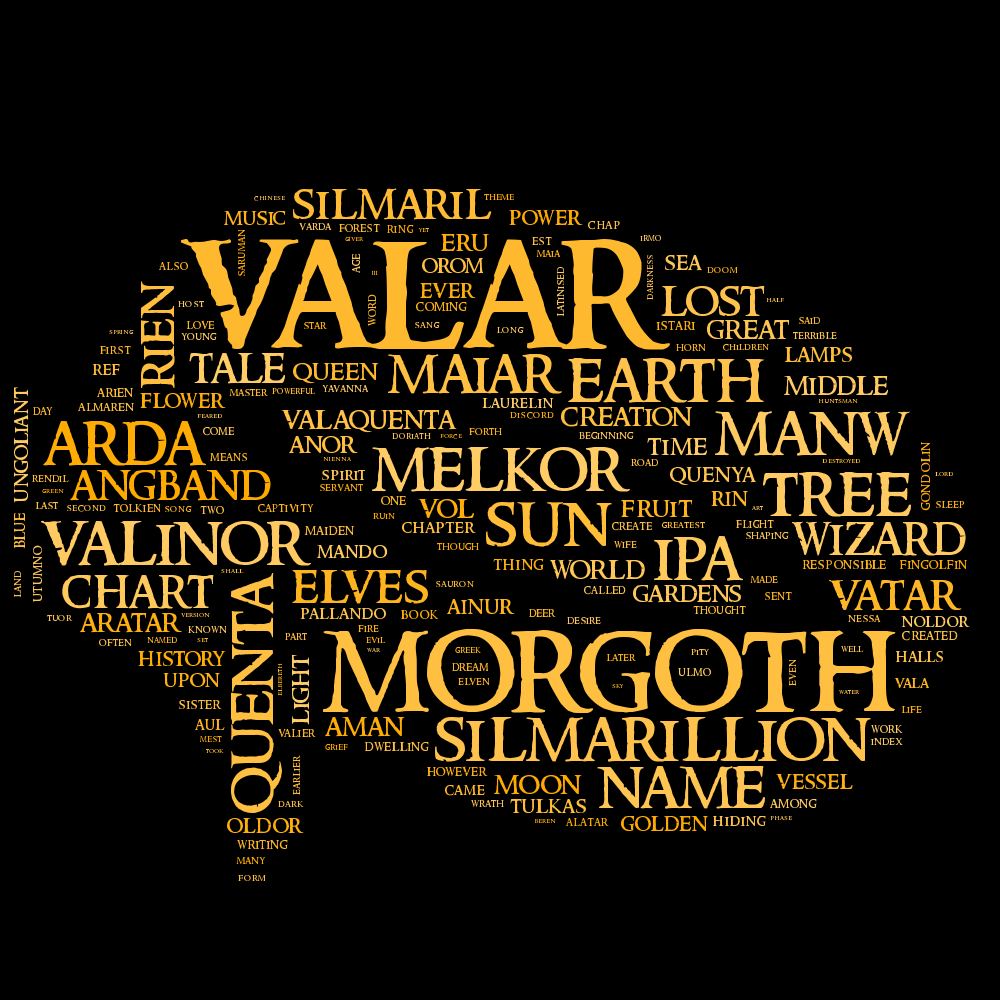 CHINESE
SILMARIL
THEME
MUSIC
VARDA
FOREST
RING
YET
POWER
CHAP
GIVER
ERU
EST
IRMO
SARUMAN
VALAR
MAIA
ALSO
AGE
III
OROM
LATINISED
DARKNESS
SEA
DOOM
RIEN
HOST
WORD
EVER
COMING
LOST
HALF
LOVE
YOUNG
STAR
SANG
LONG
ISTARI
GREAT
SAID
TERRIBLE
SPRING
FIRST
HORN
CHILDREN
LAMPS
REF
TALE
QUEEN
MAIAR
EARTH
MIDDLE
ARIEN
MASTER
POWERFUL
YAVANNA
HUNTSMAN
ALMAREN
FLOWER
LAURELIN
UNGOLIANT
DAY
FEARED
VALAQUENTA
DISCORD
CREATION
MANW
ARDA
COME
ANOR
DORIATH
FORCE
FORTH
BEGINNING
TIME
MEANS
NIENNA
MELKOR
ROAD
DESTROYED
GONDOLIN
RENDIL
ANGBAND
SPIRIT
SERVANT
QUENYA
TREE
LORD
GREEN
ONE
VOL
FRUIT
RIN
ART
LAST
SECOND
TOLKIEN
SONG
TWO
CAPTIVITY
RUIN
SUN
SLEEP
BLUE
VALINOR
MAIDEN
CHAPTER
CREATE
GREATEST
FLIGHT
SHAPING
WIZARD
UTUMNO
MANDO
THOUGH
WIFE
IPA
LAND
SHALL
THING
WORLD
RESPONSIBLE
FINGOLFIN
CHART
QUENTA
ELVES
SAURON
CALLED
GARDENS
MADE
SENT
VATAR
TUOR
ARATAR
VERSION
PALLANDO
BOOK
AINUR
DEER
DESIRE
THOUGHT
NESSA
NOLDOR
OFTEN
NAMED
SET
KNOWN
PART
FIRE
EVIL
WAR
MORGOTH
CREATED
HISTORY
ELBERETH
LIGHT
GREEK
DREAM
ELVEN
LATER
SKY
PITY
ULMO
EVEN
WELL
WATER
HALLS
UPON
VALA
SISTER
LIFE
AUL
VALIER
AMAN
SILMARILLION
WORK
INDEX
MEST
TOOK
GRIEF
DWELLING
EARLIER
HOWEVER
CAME
MOON
NAME
VESSEL
DARK
WRATH
TULKAS
AMONG
OLDOR
BEREN
ALATAR
GOLDEN
HIDING
PHASE
WRITING
MANY
FORM